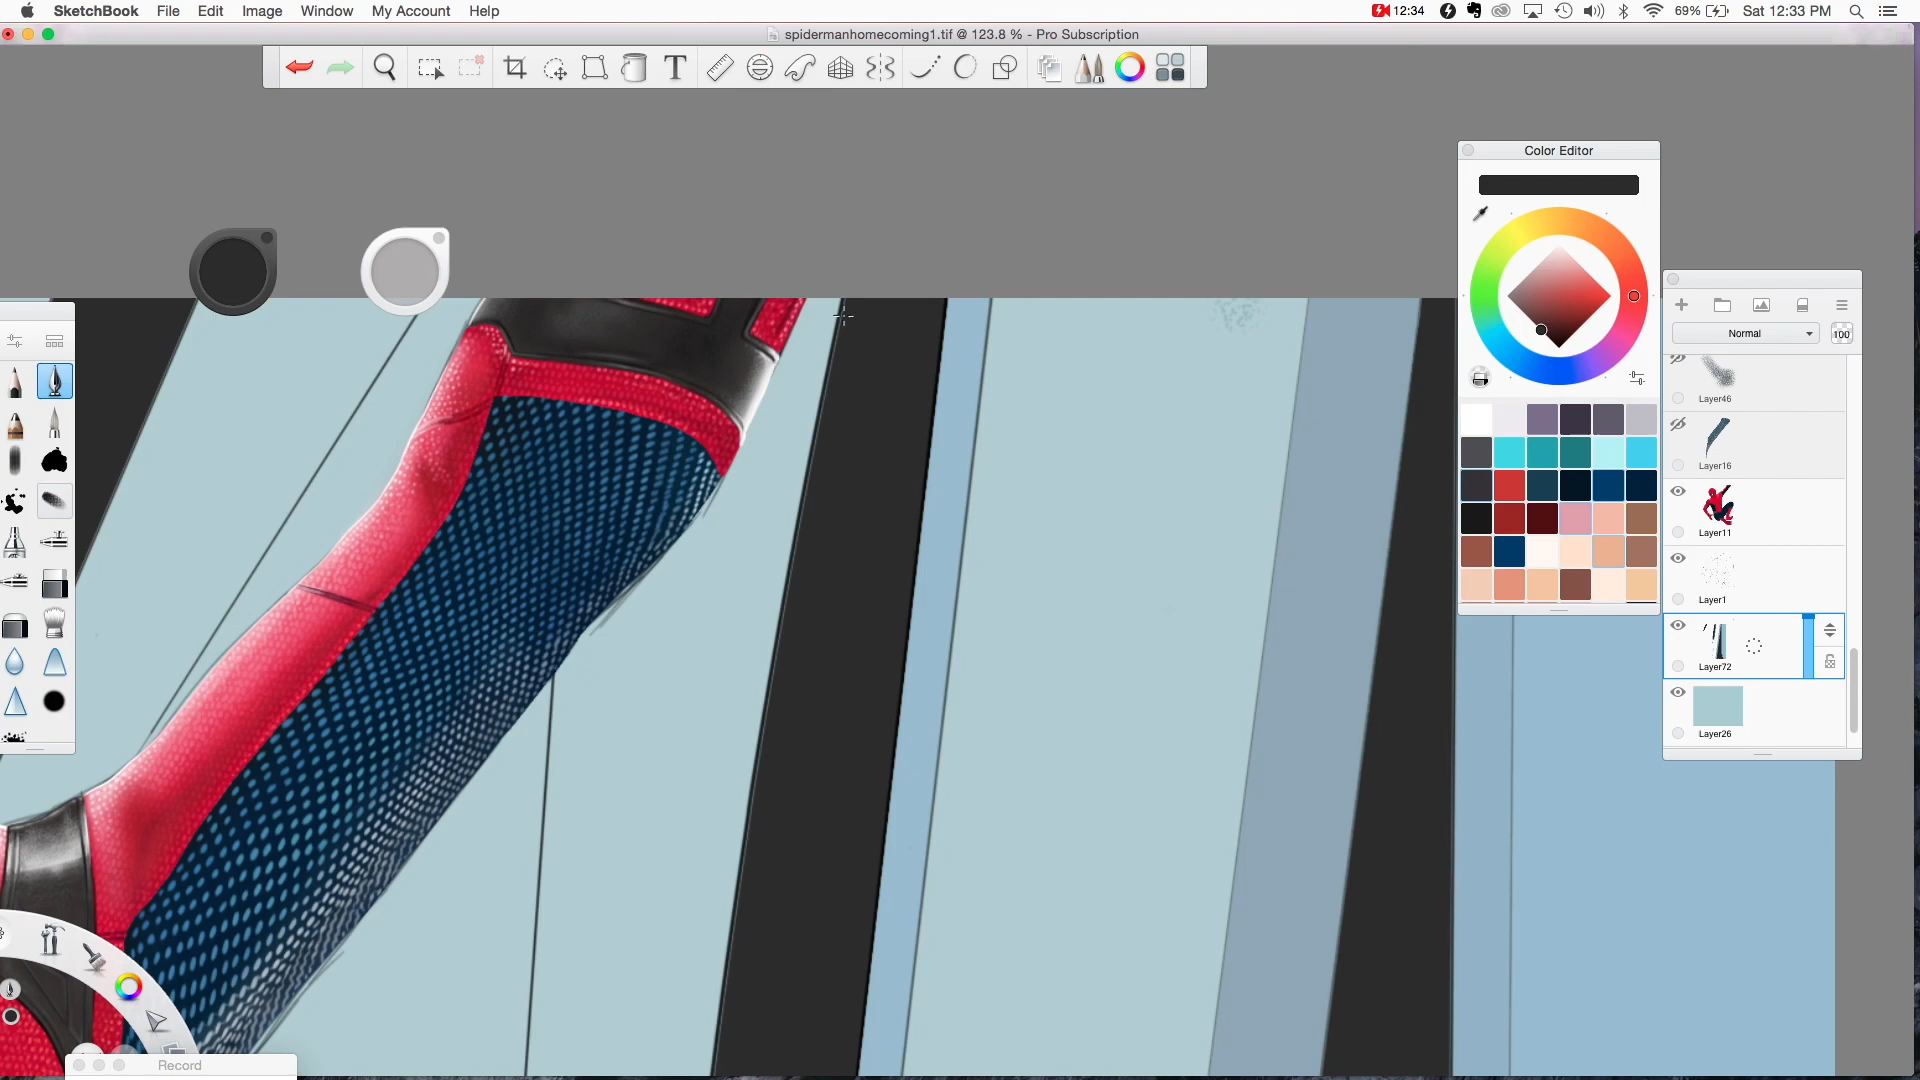 SketchBook File Edit Image Window My Account Help 12:34 69% Sat 12:33 PM
spidermanhomecoming1.tif @ 123.8 % - Pro Subscription
T
Color Editor
Normal 100
Layer46
Layer16
Layer11
Layer1
Layer72
Layer26
Record